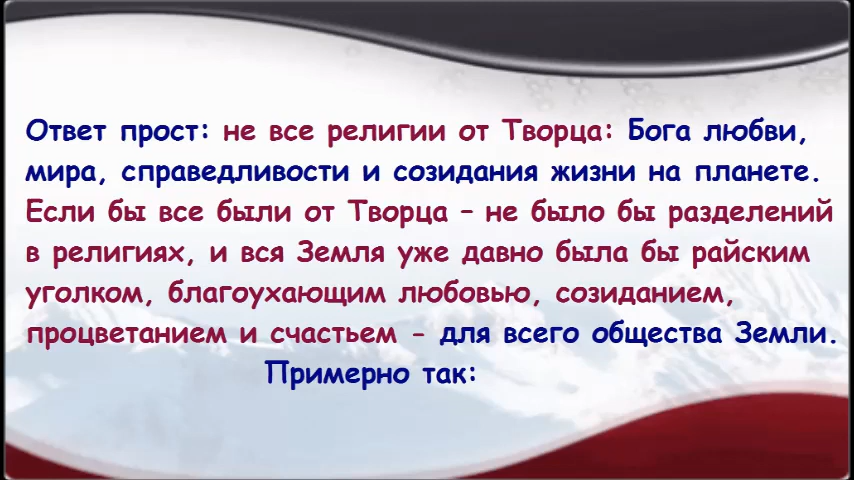 Ответ прост: не все религии от Творца: Бога любви,
мира, справедливости и созидания жизни на планете.
Если бы все были от Творца – не было бы разделений
в религиях, и вся Земля уже давно была бы райским
уголком, благоухающим любовью, созиданием,
процветанием и счастьем - для всего общества Земли.
Примерно так: